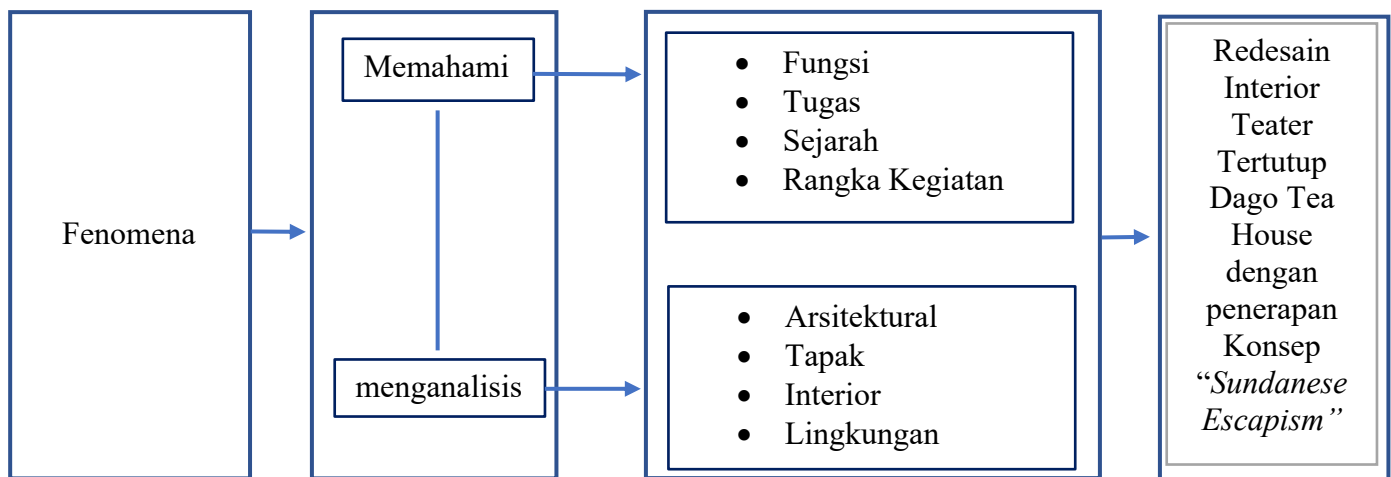 Fenomena
Memahami
menganalisis
• Fungsi
• Tugas
• Sejarah
• Rangka Kegiatan
• Arsitektural
• Tapak
• Interior
• Lingkungan
Redesain
Interior
Teater
Tertutup
Dago Tea
House
dengan
penerapan
Konsep
“Sundanese
Escapism”